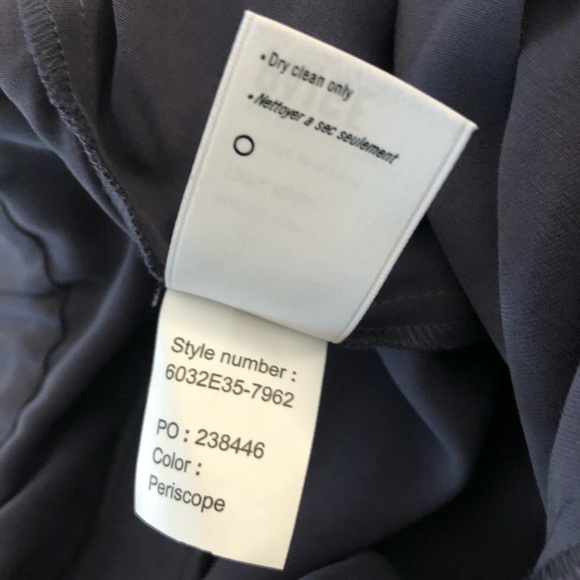 • Dry clean only
• Nettoyer a sec seulement
Style number :
6032E35-7962
PO : 238446
Color :
Periscope